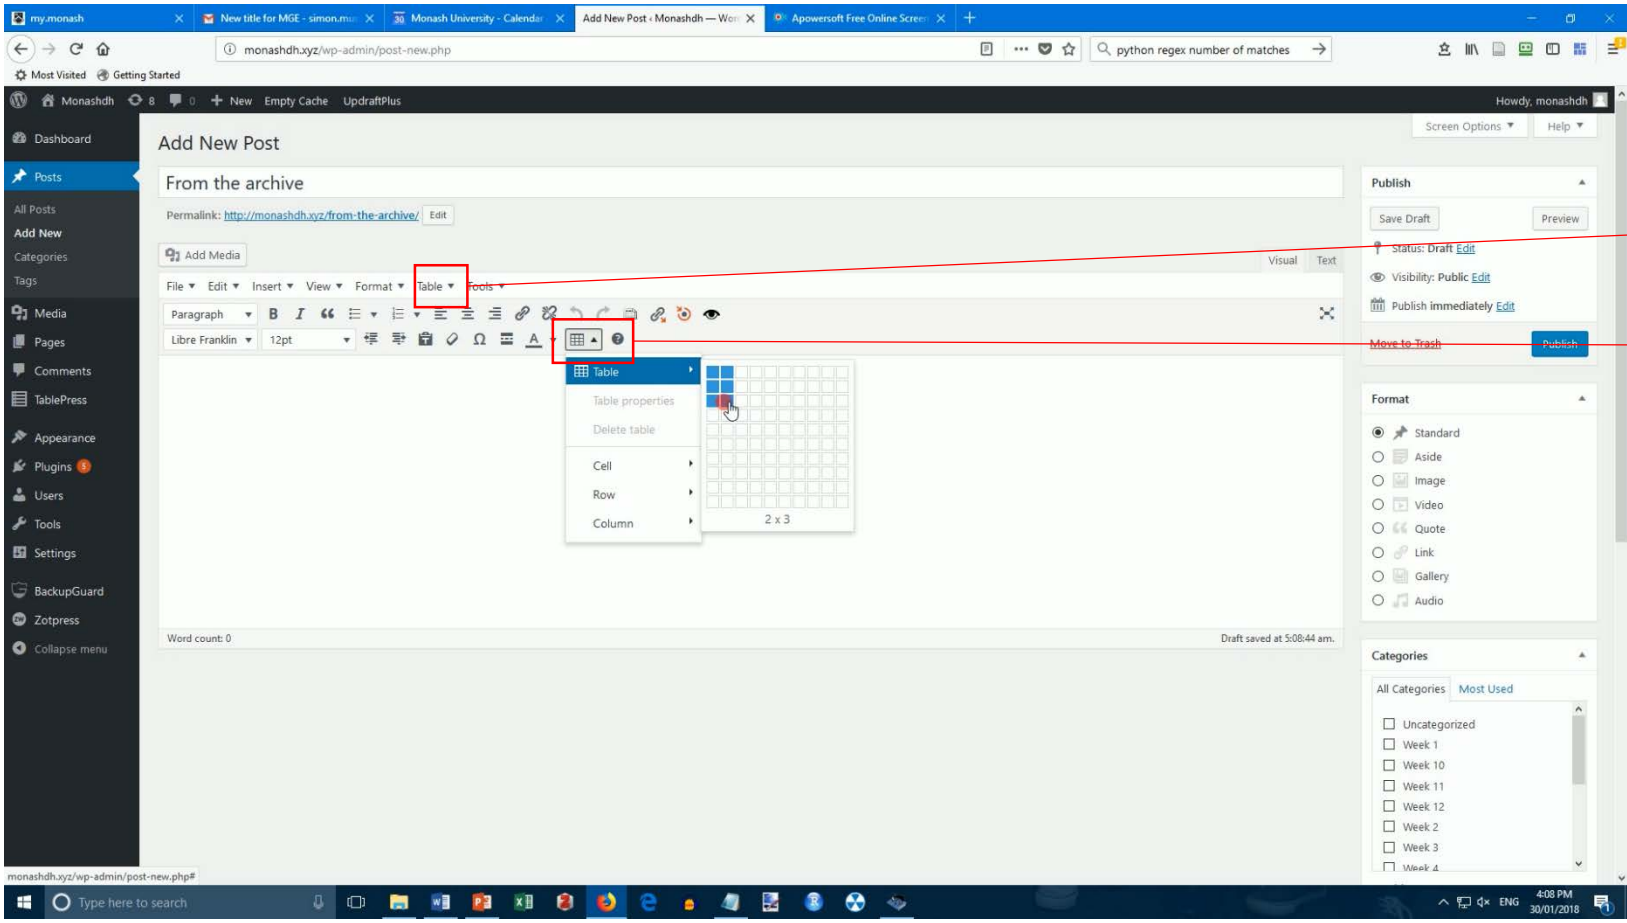 my.monash
New title for MGE - simon.mu
Monash University - Calendar
Add New Post ‹ Monashdh — Wor
Apowersoft Free Online Screen
monashdh.xyz/wp-admin/post-new.php
python regex number of matches
Most Visited Getting Started
Monashdh 8 0 + New Empty Cache UpdraftPlus
Howdy, monashdh
Screen Options
Help
Dashboard
Posts
All Posts
Add New
Categories
Tags
Media
Pages
Comments
TablePress
Appearance
Plugins 5
Users
Tools
Settings
BackupGuard
Zotpress
Collapse menu
Add New Post
From the archive
Permalink: http://monashdh.xyz/from-the-archive/ Edit
Add Media
Visual Text
File Edit Insert View Format Table Tools
Paragraph B I
Libre Franklin 12pt Ω A
Table
Table properties
Delete table
Cell
Row
Column
2 x 3
Word count: 0
Draft saved at 5:08:44 am.
Publish
Save Draft Preview
Status: Draft Edit
Visibility: Public Edit
Publish immediately Edit
Move to Trash Publish
Format
Standard
Aside
Image
Video
Quote
Link
Gallery
Audio
Categories
All Categories Most Used
Uncategorized
Week 1
Week 10
Week 11
Week 12
Week 2
Week 3
Week 4
monashdh.xyz/wp-admin/post-new.php#
Type here to search
ENG
4:08 PM
30/01/2018